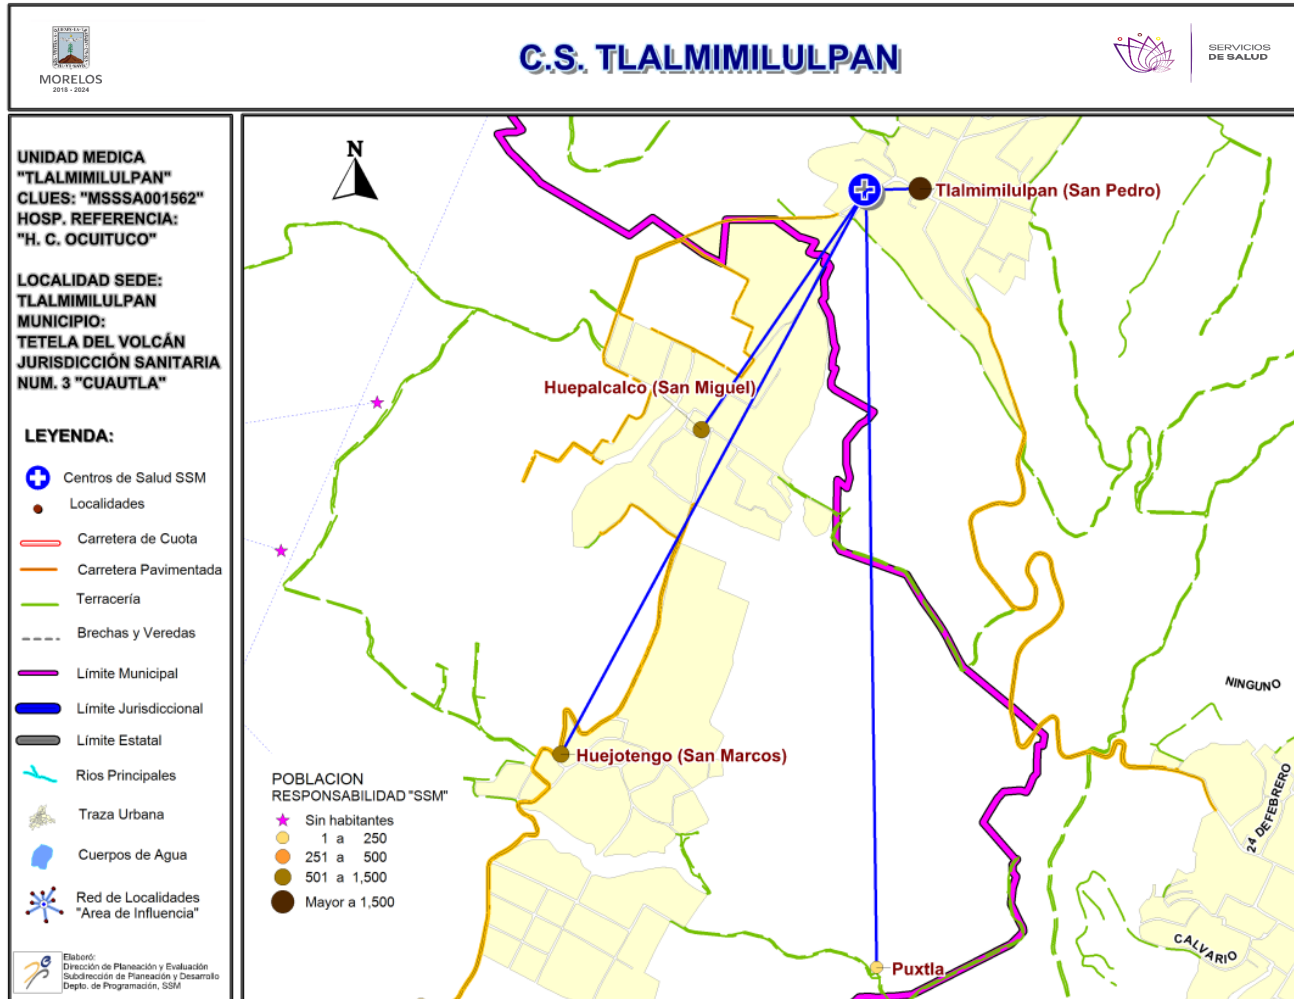 MORELOS
2018 - 2024
C.S. TLALMIMILULPAN
SERVICIOS
DE SALUD
UNIDAD MEDICA
"TLALMIMILULPAN"
CLUES: "MSSSA001562"
HOSP. REFERENCIA:
"H. C. OCUITUCO"
LOCALIDAD SEDE:
TLALMIMILULPAN
MUNICIPIO:
TETELA DEL VOLCÁN
JURISDICCIÓN SANITARIA
NUM. 3 "CUAUTLA"
LEYENDA:
Centros de Salud SSM
Localidades
Carretera de Cuota
Carretera Pavimentada
Terracería
Brechas y Veredas
Límite Municipal
Límite Jurisdiccional
Límite Estatal
Rios Principales
Traza Urbana
Cuerpos de Agua
Red de Localidades
"Area de Influencia"
Elaboró:
Dirección de Planeación y Evaluación
Subdirección de Planeación y Desarrollo
Depto. de Programación, SSM
N
Tlalmimilulpan (San Pedro)
Huepalcalco (San Miguel)
Huejotengo (San Marcos)
Puxtla
NINGUNO
24 DE FEBRERO
CALVARIO
POBLACION
RESPONSABILIDAD "SSM"
Sin habitantes
1 a 250
251 a 500
501 a 1,500
Mayor a 1,500